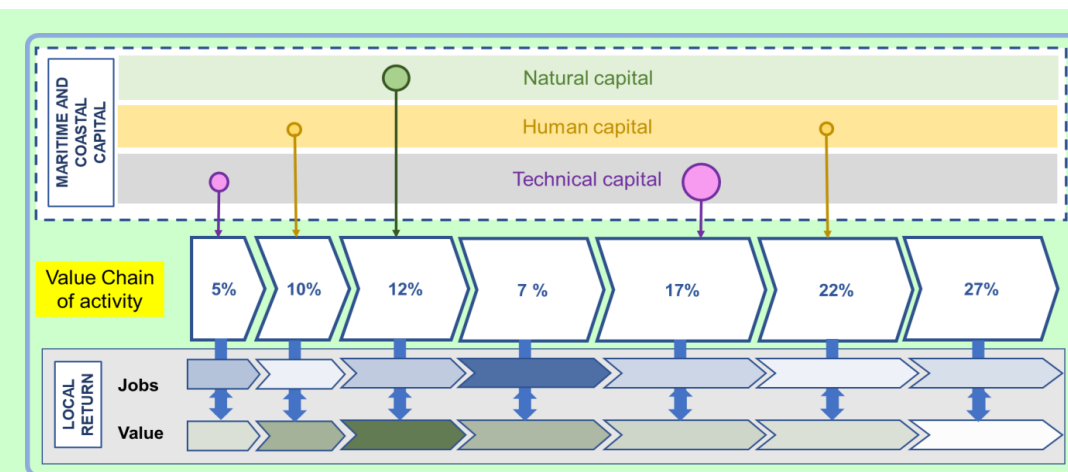 MARITIME AND
COASTAL
CAPITAL
Natural capital
Human capital
Technical capital
Value Chain
of activity
5%
10%
12%
7 %
17%
22%
27%
LOCAL
RETURN
Jobs
Value